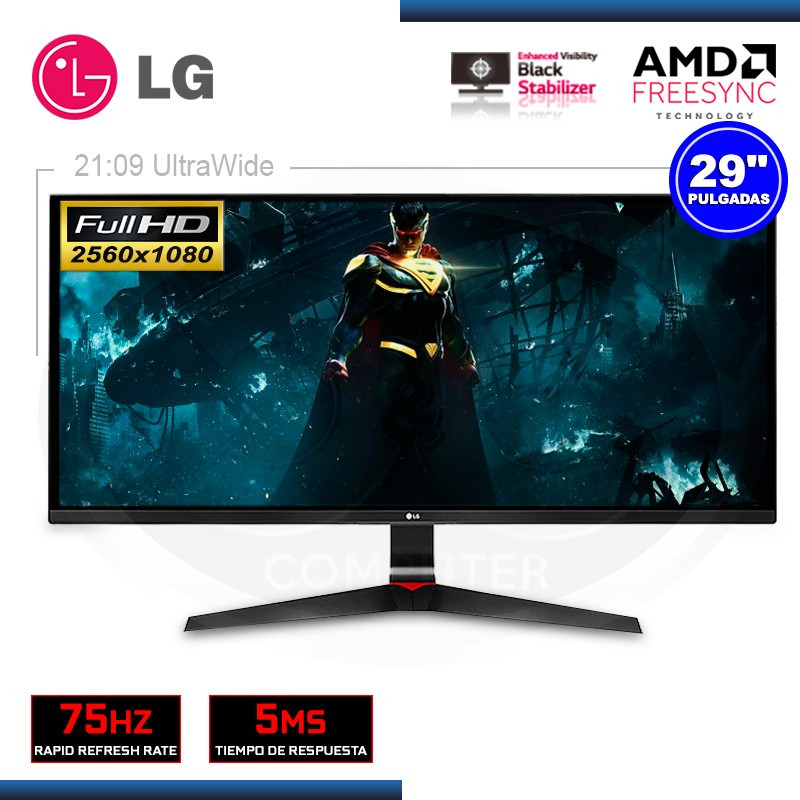 LG
Enhanced Visibility
Black
Stabilizer
AMD
FREESYNC
TECHNOLOGY
21:09 UltraWide
29"
PULGADAS
Full HD
2560x1080
LG
COMPUTER
75HZ
RAPID REFRESH RATE
5MS
TIEMPO DE RESPUESTA